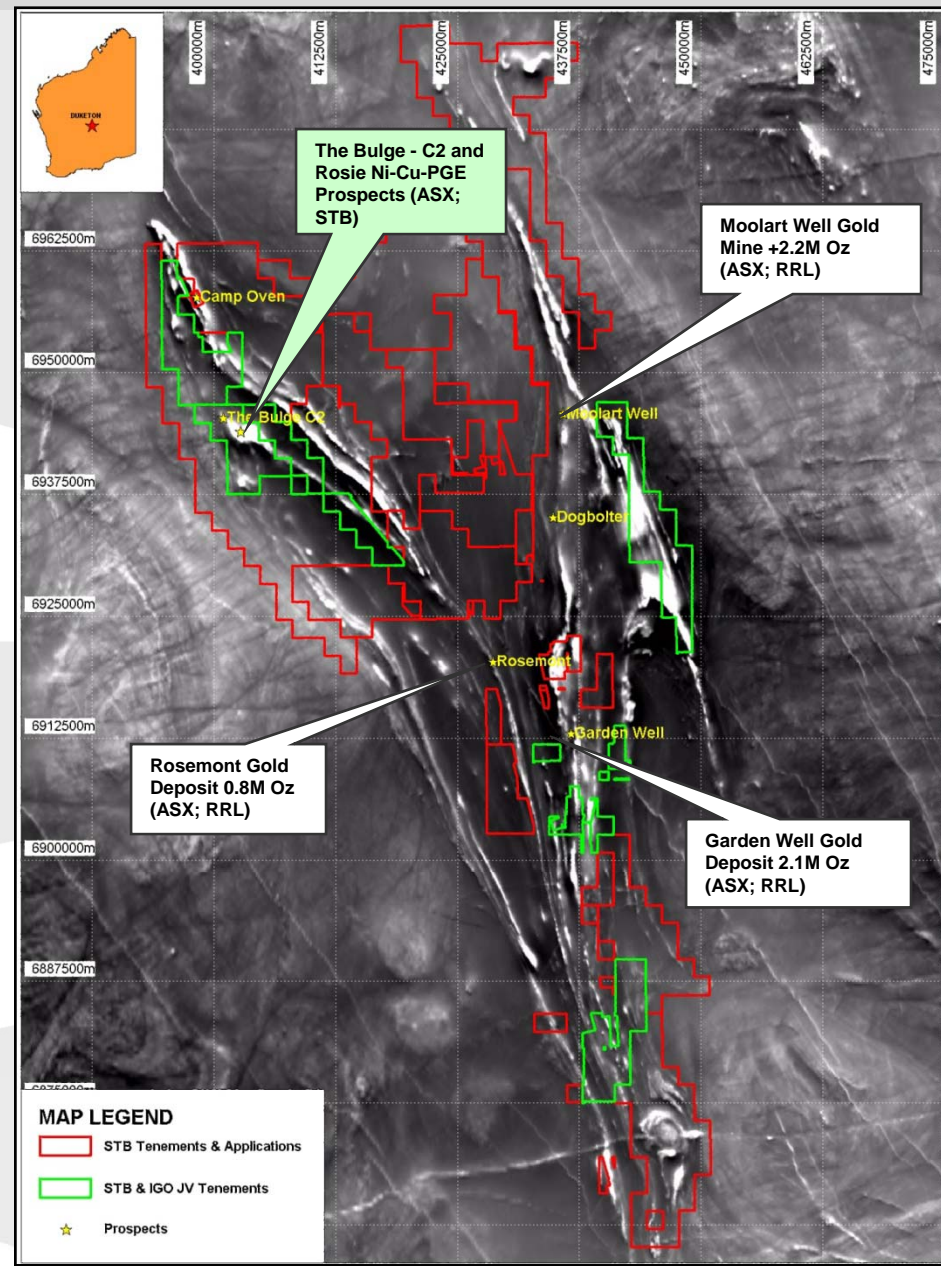 400000m
412500m
425000m
437500m
450000m
462500m
475000m
DUKETON
The Bulge - C2 and
Rosie Ni-Cu-PGE
Prospects (ASX;
STB)
Moolart Well Gold
Mine +2.2M Oz
(ASX; RRL)
6962500m
Camp Oven
6950000m
The Bulge C2
Moolart Well
6937500m
Dogbolter
6925000m
Rosemont
6912500m
Garden Well
Rosemont Gold
Deposit 0.8M Oz
(ASX; RRL)
Garden Well Gold
Deposit 2.1M Oz
(ASX; RRL)
6900000m
6887500m
6875000m
MAP LEGEND
STB Tenements & Applications
STB & IGO JV Tenements
Prospects